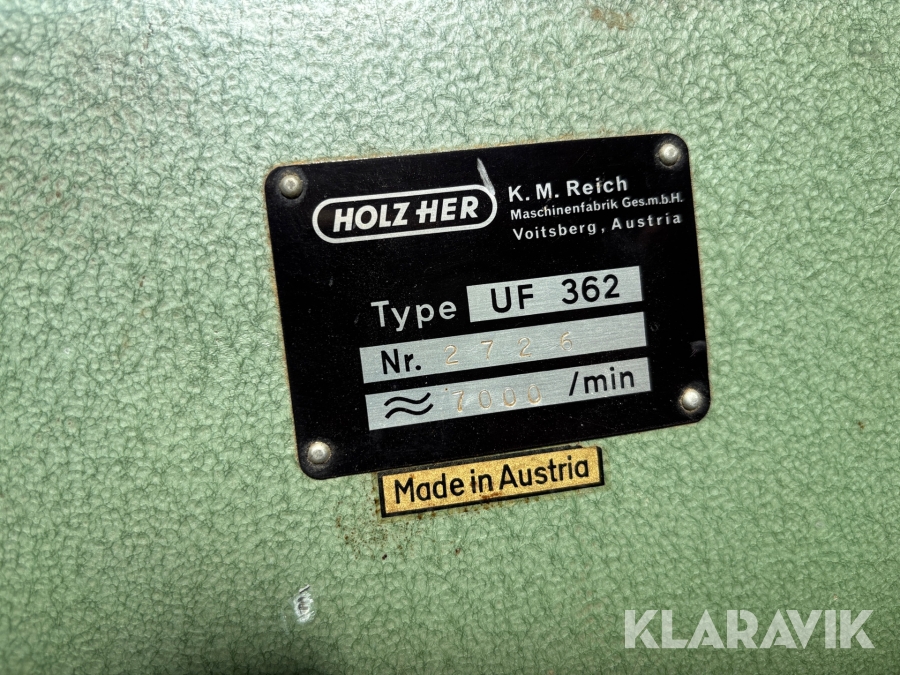 HOLZ-HER
K. M. Reich
Maschinenfabrik Ges.m.b.H.
Voitsberg, Austria
Type UF 362
Nr. 2726
≈ 7000 /min
Made in Austria
KLARAVIK